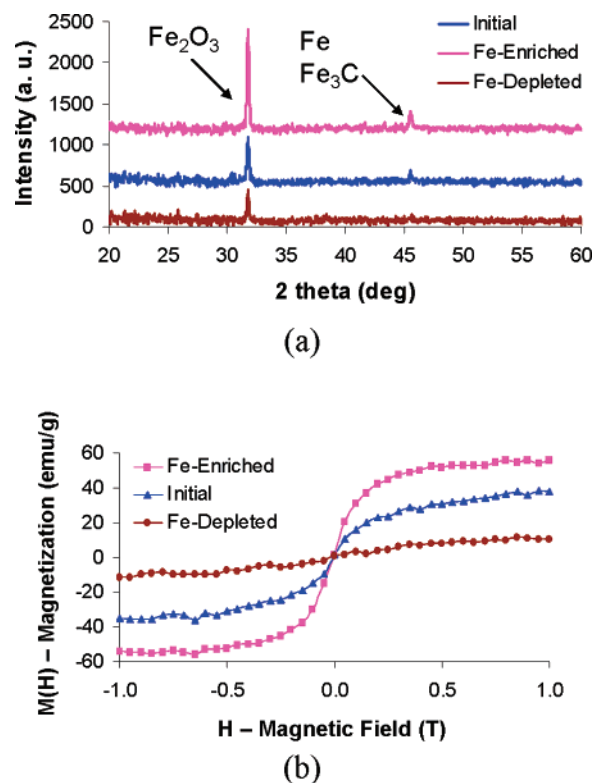 Fe₂O₃
Fe
Fe₃C
Initial
Fe-Enriched
Fe-Depleted
Intensity (a. u.)
2500
2000
1500
1000
500
0
20 25 30 35 40 45 50 55 60
2 theta (deg)
(a)
M(H) – Magnetization (emu/g)
60
40
20
0
-20
-40
-60
Fe-Enriched
Initial
Fe-Depleted
-1.0 -0.5 0.0 0.5 1.0
H – Magnetic Field (T)
(b)